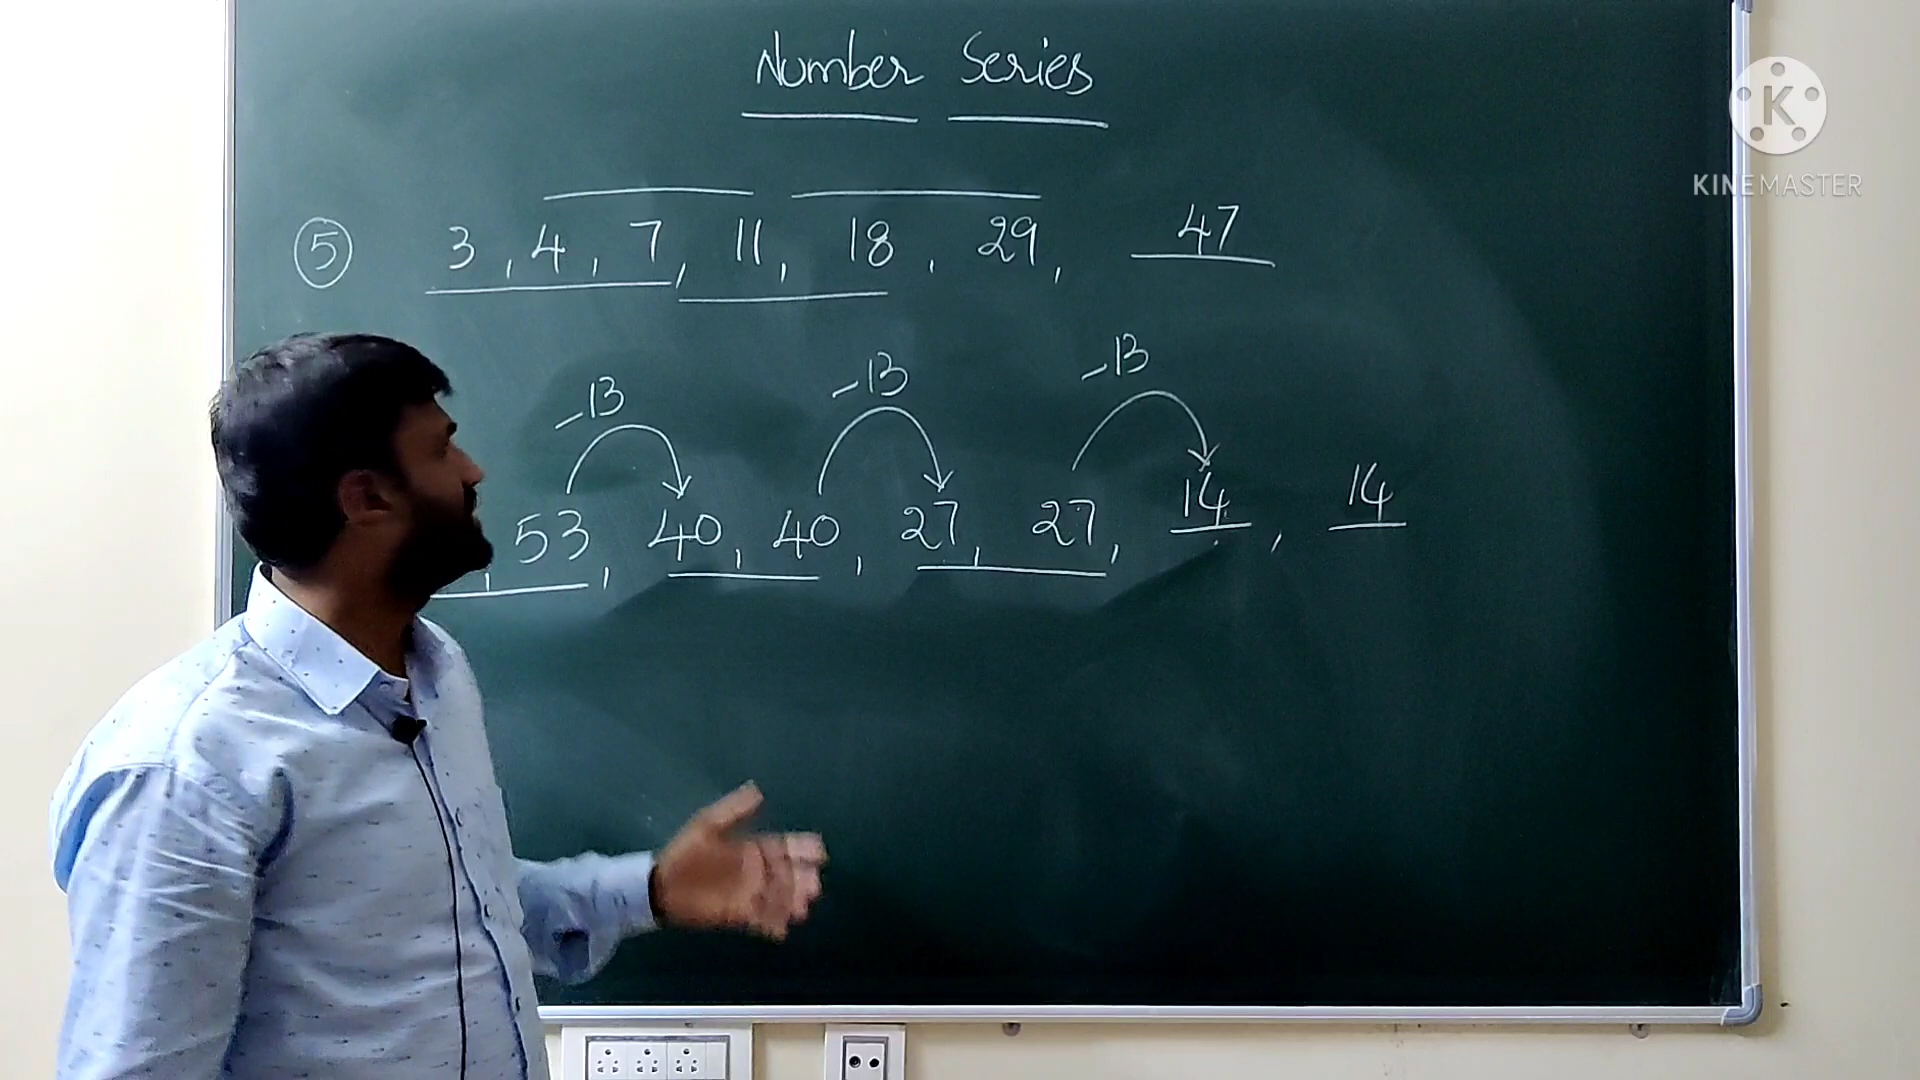 Number Series
⑤ 3, 4, 7, 11, 18, 29, 47
-13 -13 -13
, 53, 40, 40, 27, 27, 14, 14
K
KINEMASTER